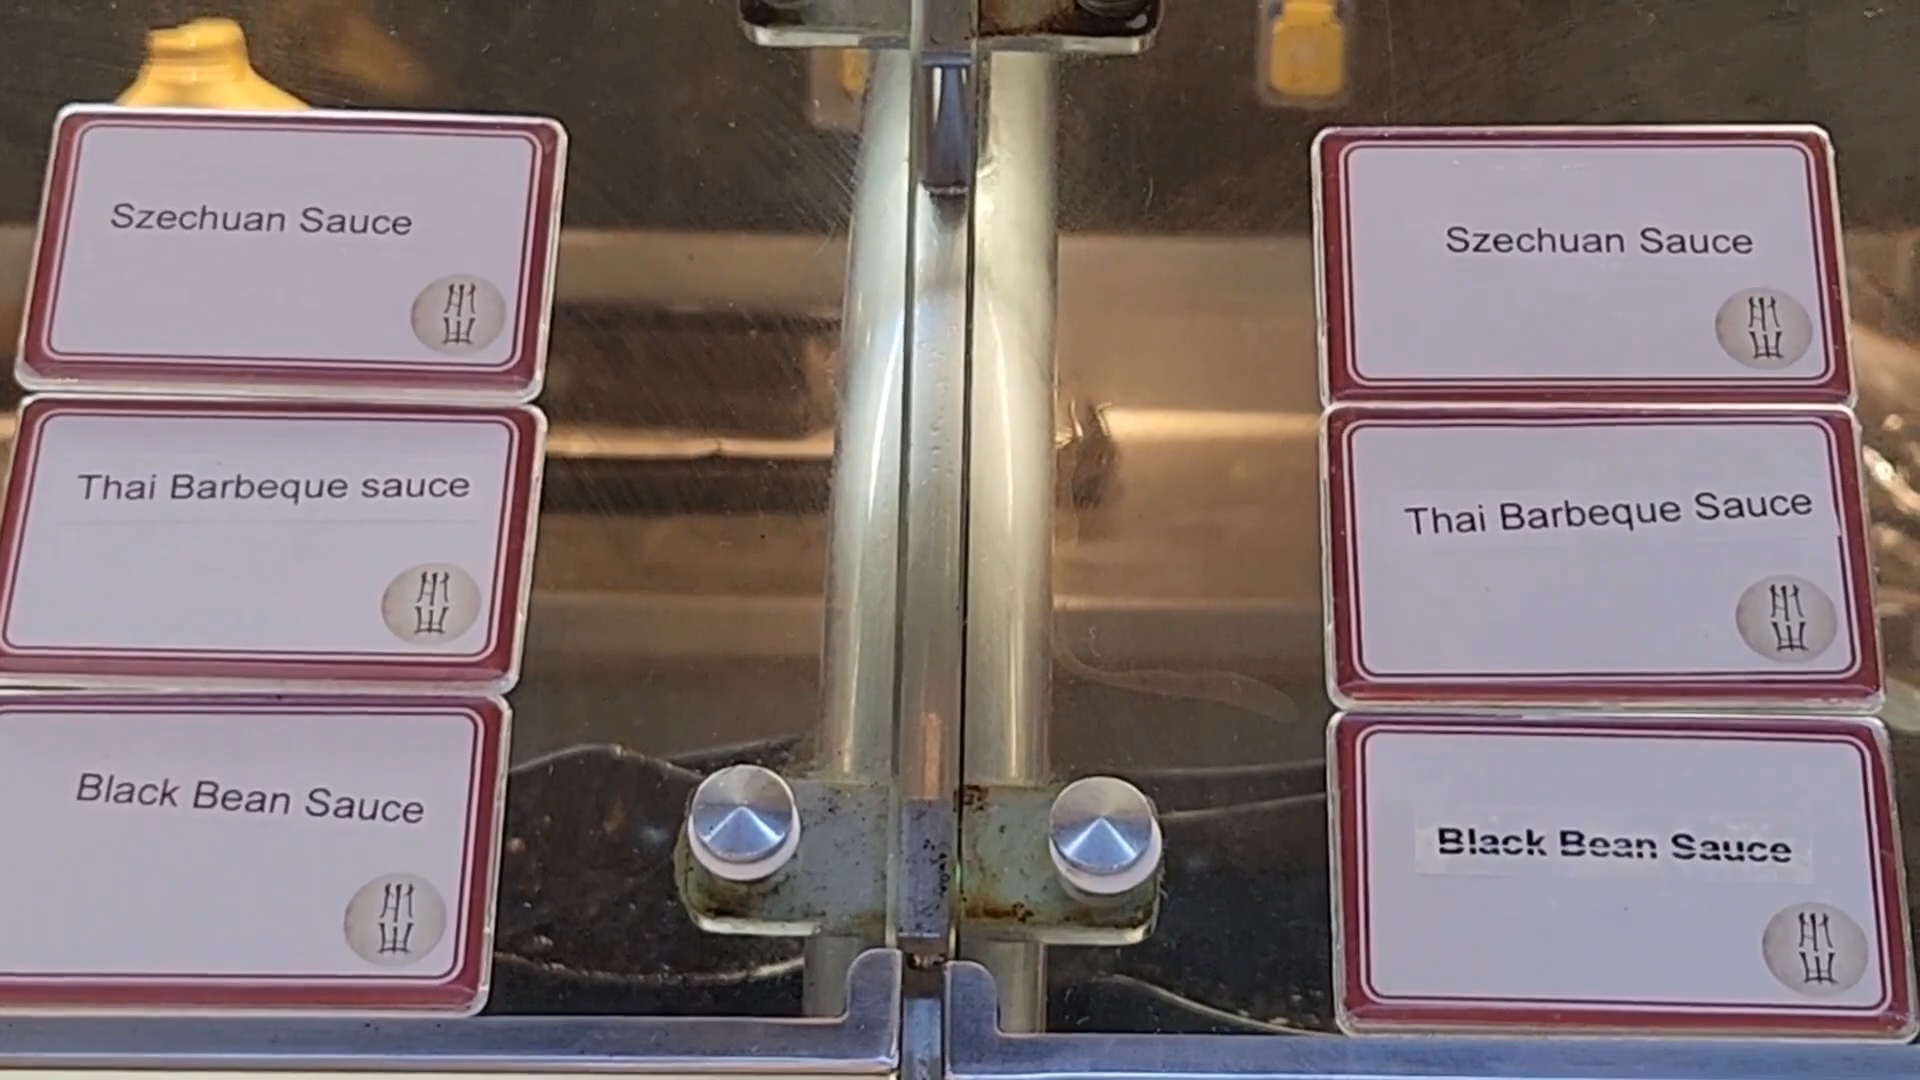 Szechuan Sauce
Thai Barbeque sauce
Black Bean Sauce
Szechuan Sauce
Thai Barbeque Sauce
Black Bean Sauce